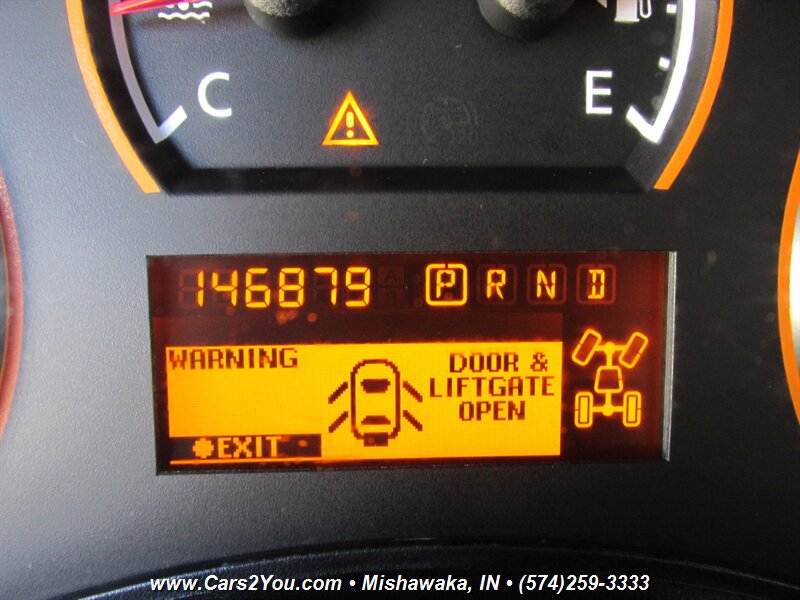 C E
146879 P R N D
WARNING
DOOR &
LIFTGATE
OPEN
EXIT
www.Cars2You.com • Mishawaka, IN • (574)259-3333